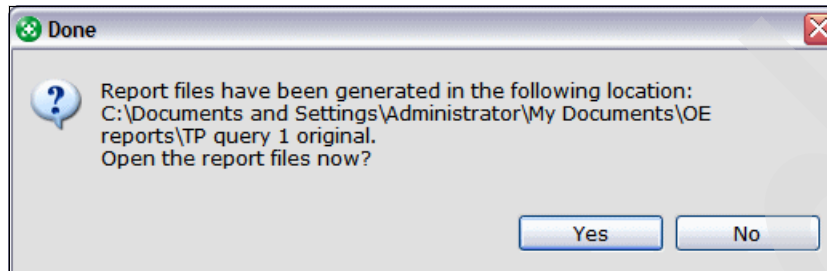 Done
Report files have been generated in the following location:
C:\Documents and Settings\Administrator\My Documents\OE
reports\TP query 1 original.
Open the report files now?
Yes
No